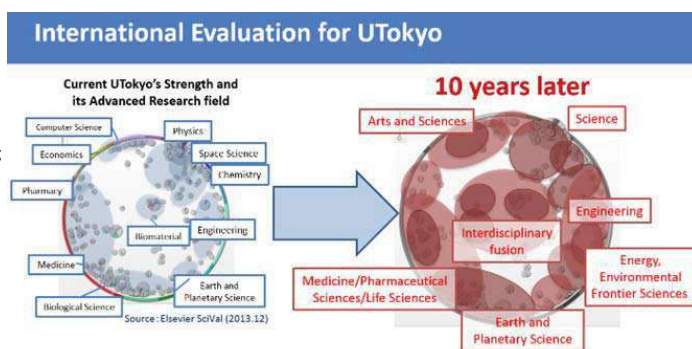 International Evaluation for UTokyo
Current UTokyo's Strength and
its Advanced Research field
Computer Science
Physics
Economics
Space Science
Chemistry
Pharmacy
Biomaterial
Engineering
Medicine
Biological Science
Earth and
Planetary Science
Source : Elsevier SciVal (2013.12)
10 years later
Arts and Sciences
Science
Engineering
Interdisciplinary
fusion
Medicine/Pharmaceutical
Sciences/Life Sciences
Energy,
Environmental
Frontier Sciences
Earth and
Planetary Science